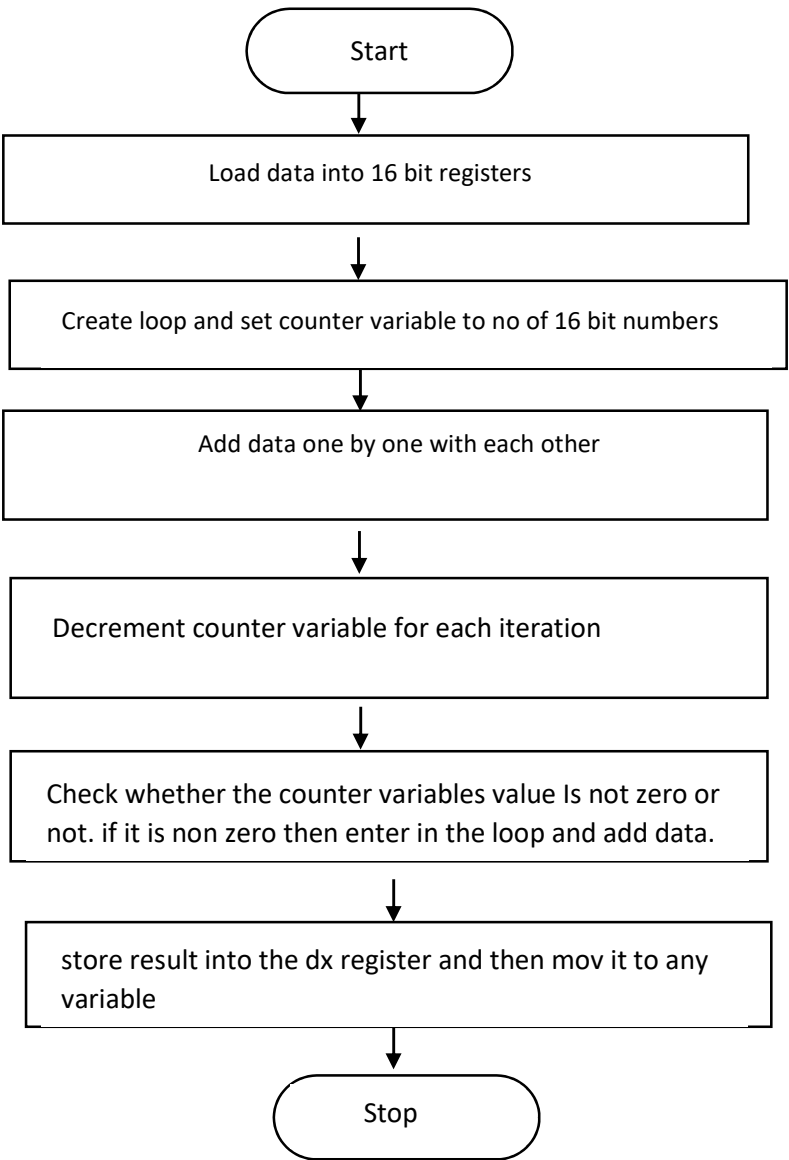 Start
Load data into 16 bit registers
Create loop and set counter variable to no of 16 bit numbers
Add data one by one with each other
Decrement counter variable for each iteration
Check whether the counter variables value Is not zero or
not. if it is non zero then enter in the loop and add data.
store result into the dx register and then mov it to any
variable
Stop